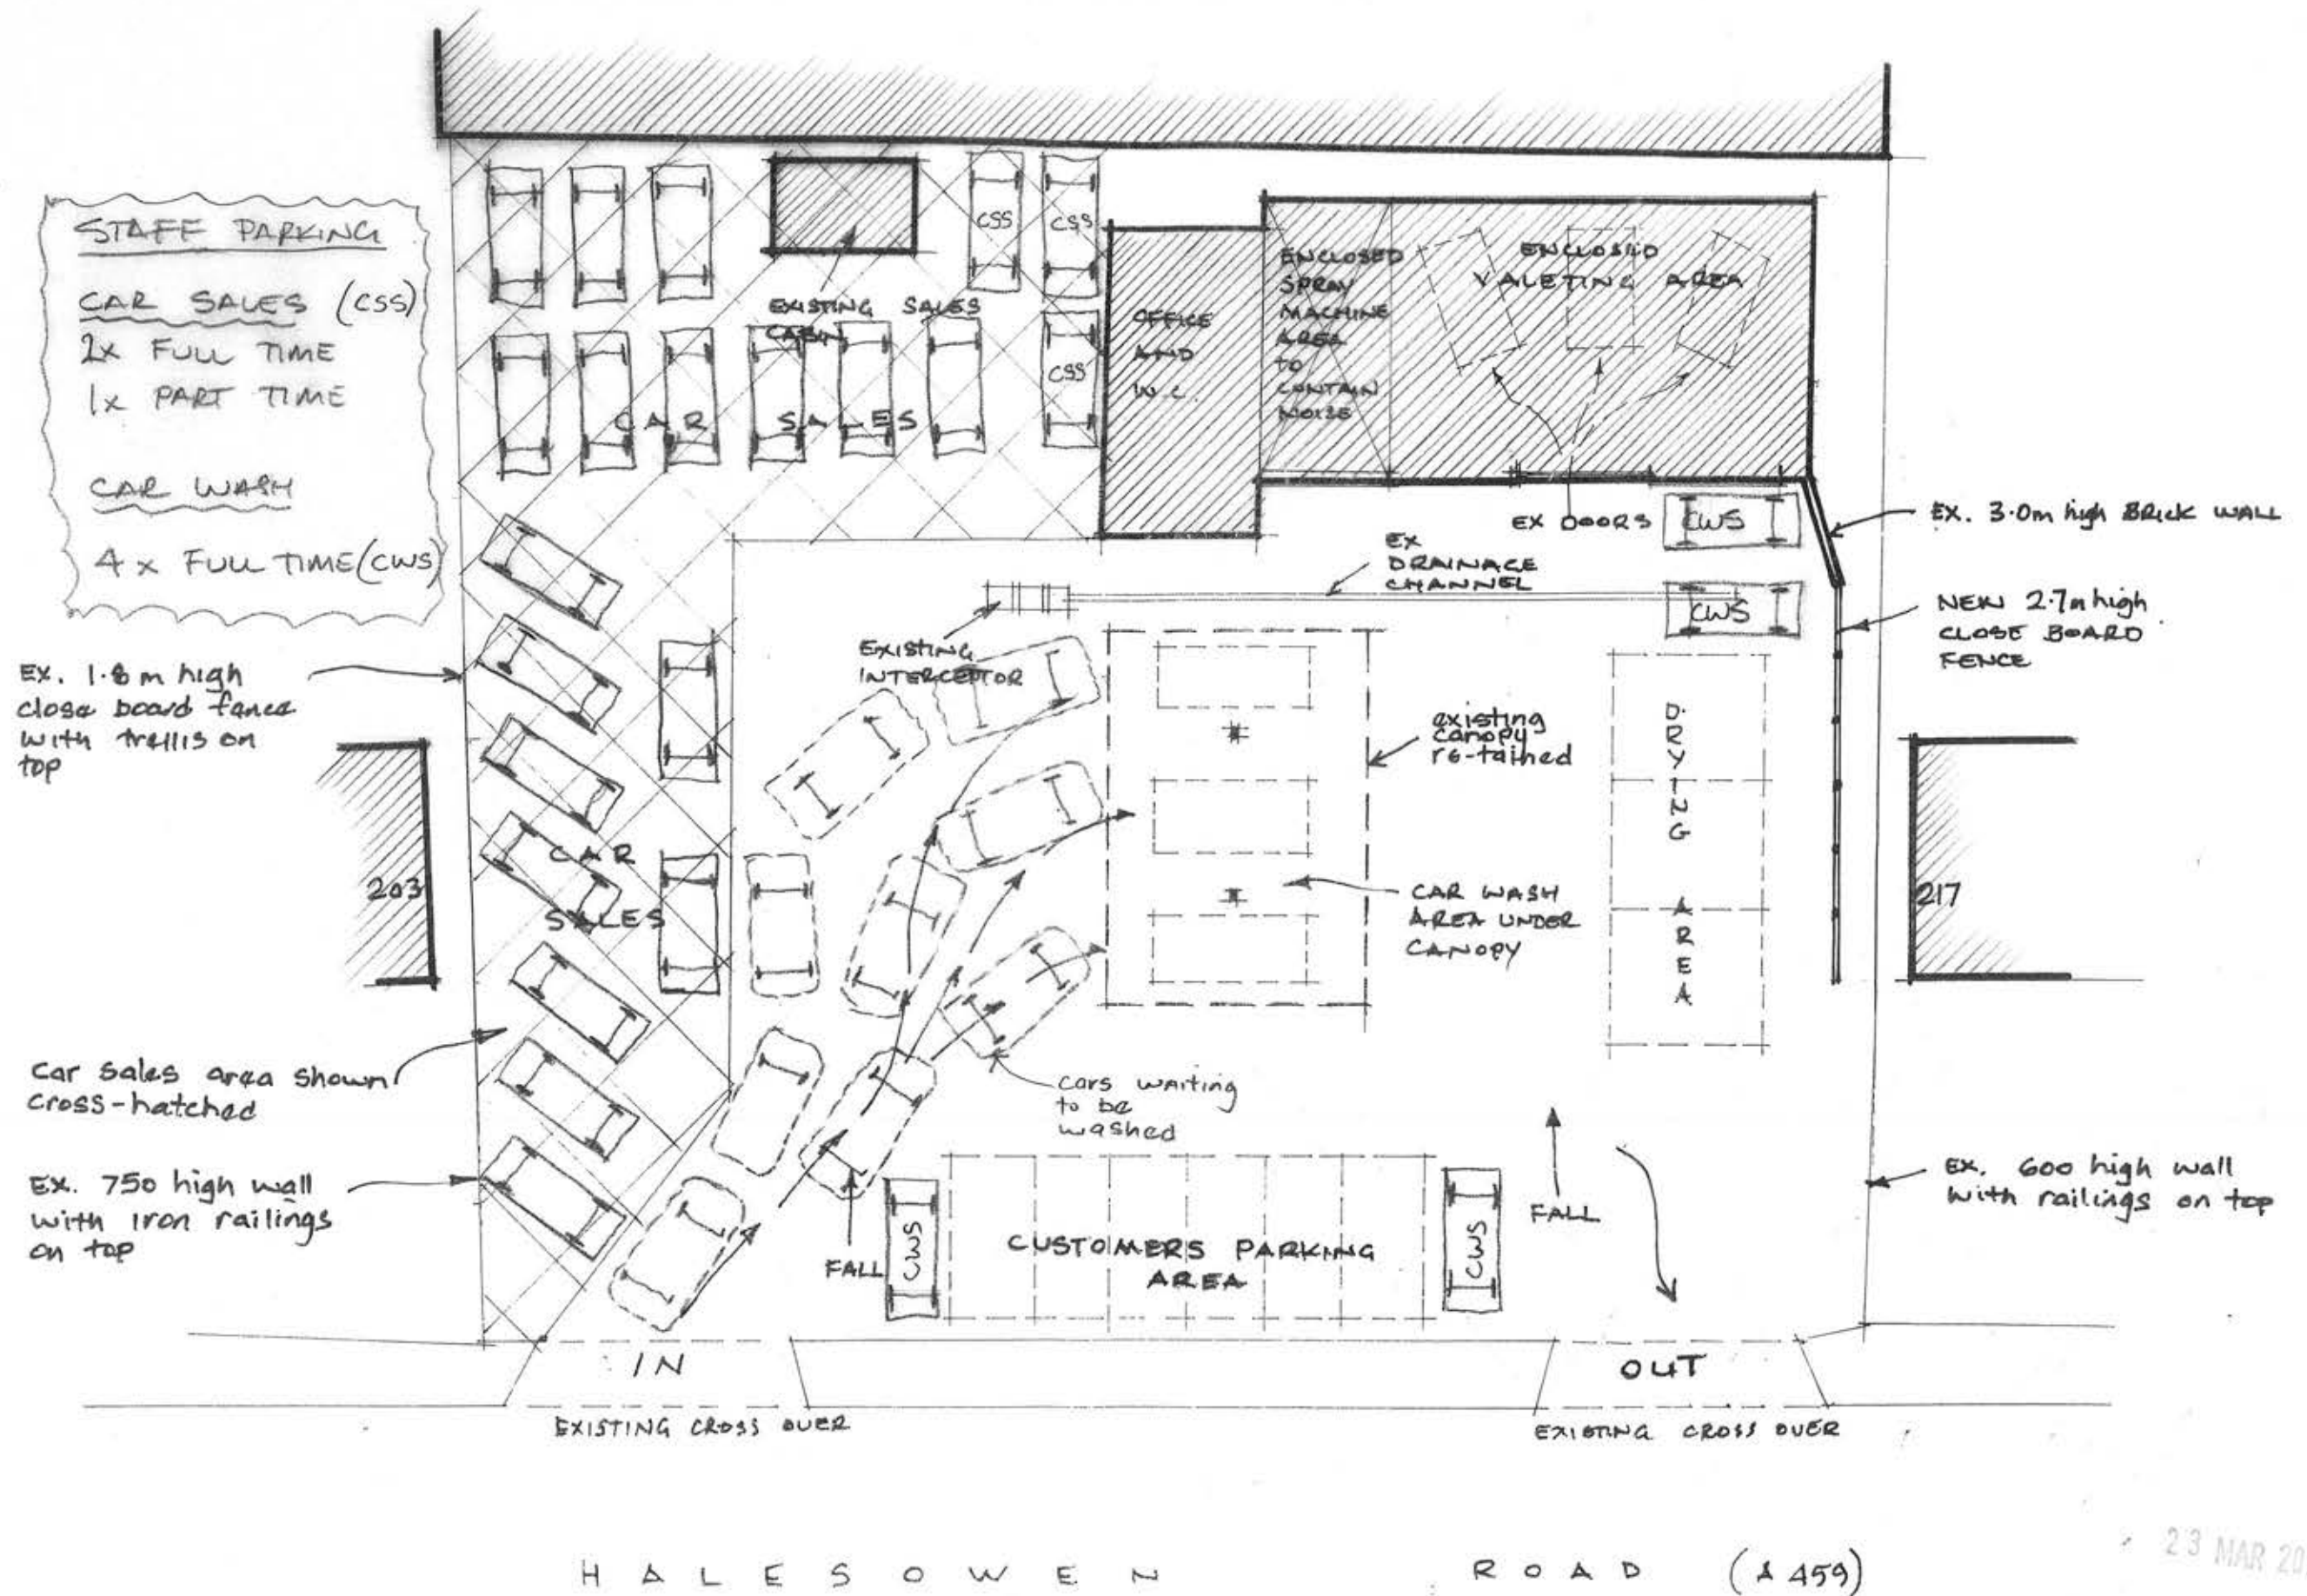 STAFF PARKING
CAR SALES (CSS)
2x FULL TIME
1x PART TIME
CAR WASH
4 x FULL TIME (CWS)
CSS
CSS
CSS
EXISTING SALES
CABIN
CAR SALES
OFFICE
AND
W.C.
ENCLOSED
SPRAY
MACHINE
AREA
TO
CONTAIN
NOISE
ENCLOSED
VALETING AREA
EX DOORS
CWS
CWS
EX. 3.0m high BRICK WALL
NEW 2.7m high
CLOSE BOARD
FENCE
EX
DRAINAGE
CHANNEL
EXISTING
INTERCEPTOR
EX. 1.8m high
close board fence
with trellis on
top
existing
canopy
re-tained
DRYING AREA
203
217
CAR
SALES
CAR WASH
AREA UNDER
CANOPY
Car sales area shown
cross-hatched
cars waiting
to be
washed
EX. 750 high wall
with iron railings
on top
EX. 600 high wall
with railings on top
FALL
CWS
CUSTOMERS PARKING
AREA
CWS
FALL
IN
OUT
EXISTING CROSS OVER
EXISTING CROSS OVER
HALESOWEN ROAD (A 459)
23 MAR 20